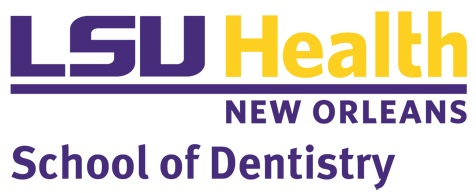 LSU Health
NEW ORLEANS
School of Dentistry